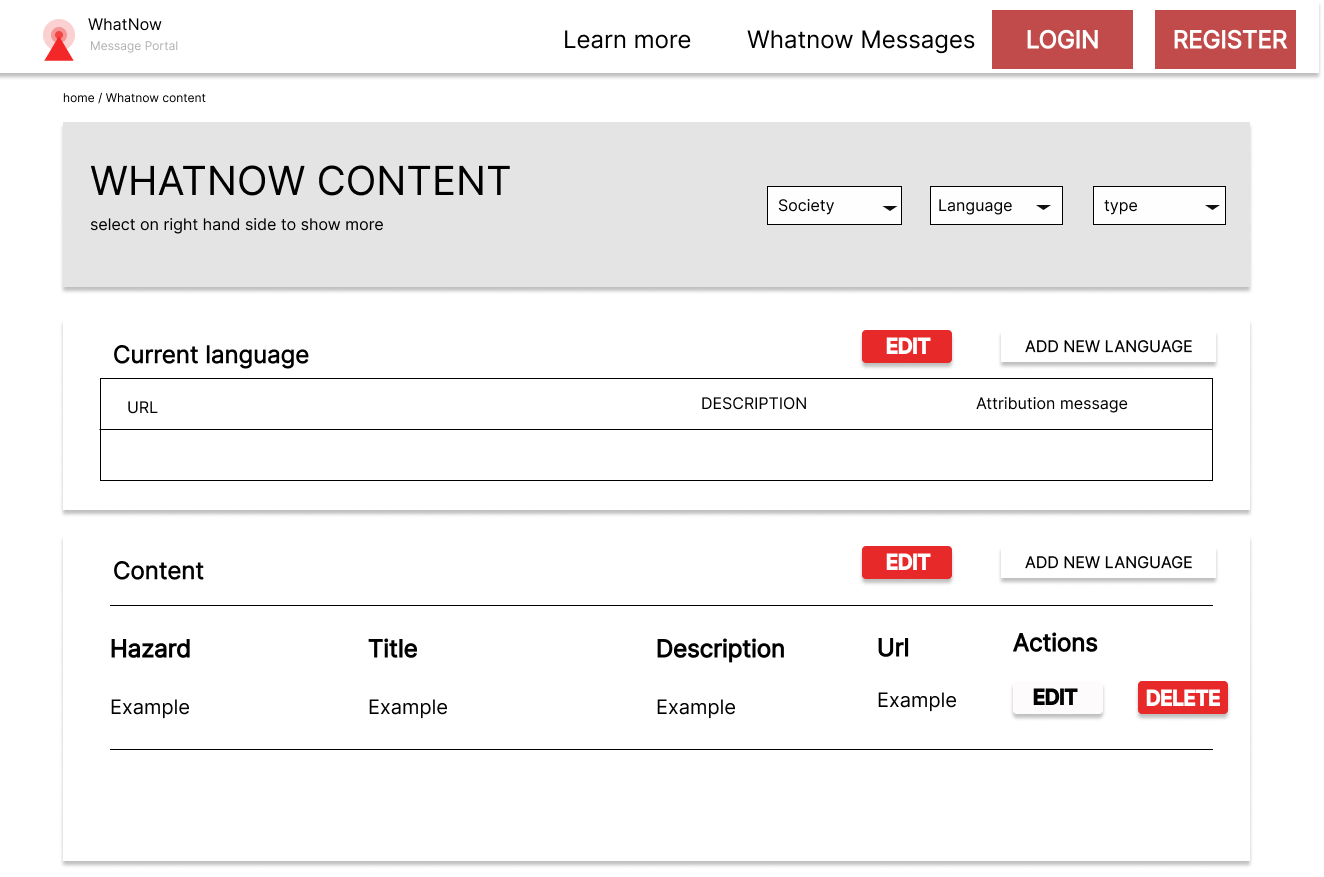 WhatNow
Message Portal
Learn more
Whatnow Messages
LOGIN
REGISTER
home / Whatnow content
WHATNOW CONTENT
select on right hand side to show more
Society
Language
type
Current language
EDIT
ADD NEW LANGUAGE
URL
DESCRIPTION
Attribution message
Content
EDIT
ADD NEW LANGUAGE
Hazard
Title
Description
Url
Actions
Example
Example
Example
Example
EDIT
DELETE